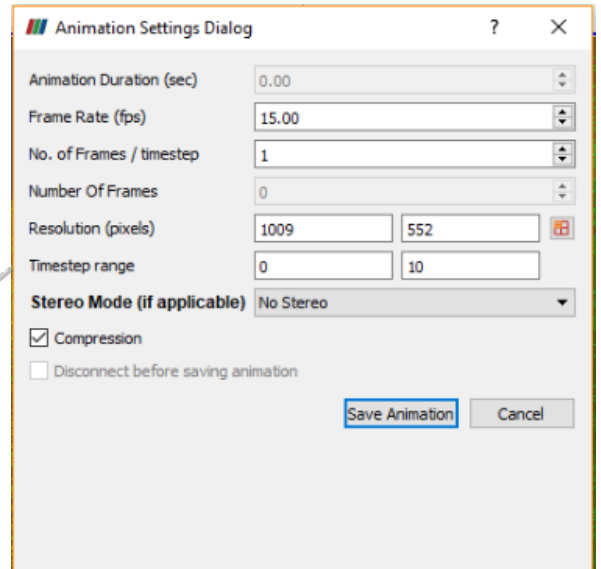 Animation Settings Dialog ?
Animation Duration (sec) 0.00
Frame Rate (fps) 15.00
No. of Frames / timestep 1
Number Of Frames 0
Resolution (pixels) 1009 552
Timestep range 0 10
Stereo Mode (if applicable) No Stereo
Compression
Disconnect before saving animation
Save Animation Cancel